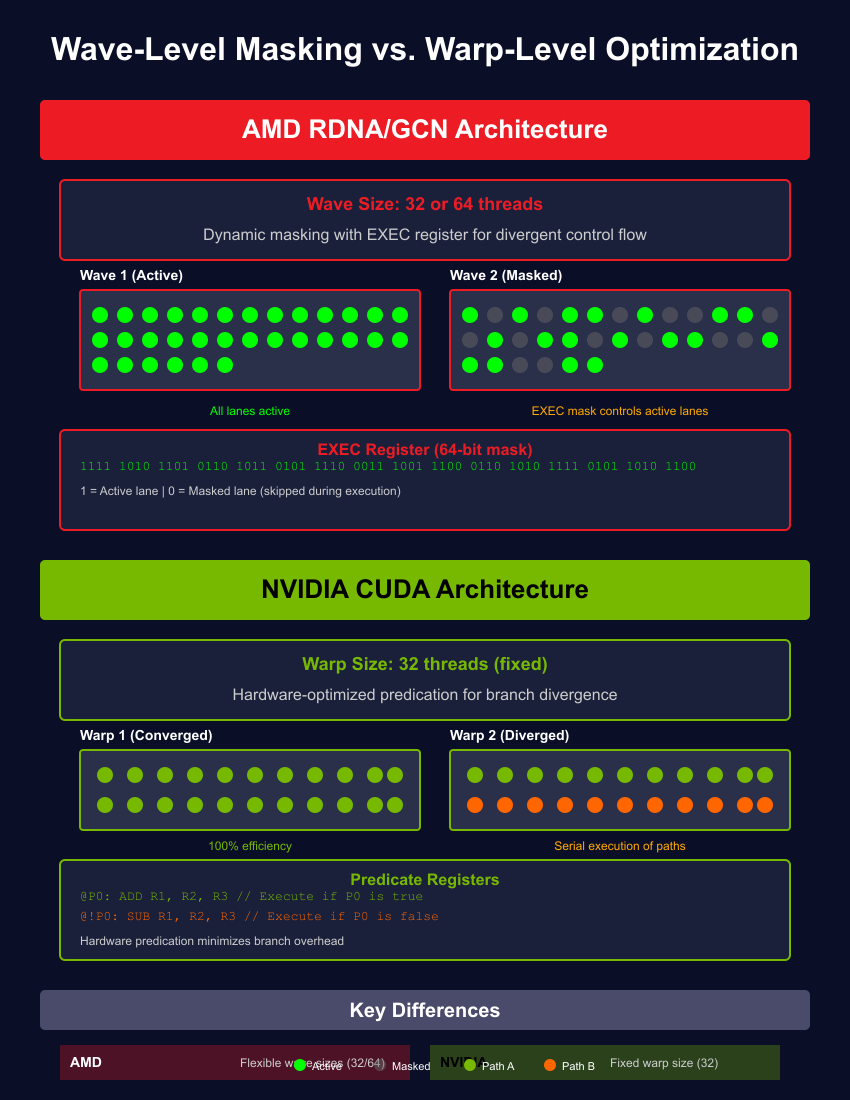 Wave-Level Masking vs. Warp-Level Optimization
AMD RDNA/GCN Architecture
Wave Size: 32 or 64 threads
Dynamic masking with EXEC register for divergent control flow
Wave 1 (Active)
Wave 2 (Masked)
All lanes active
EXEC mask controls active lanes
EXEC Register (64-bit mask)
1111 1010 1101 0110 1011 0101 1110 0011 1001 1100 0110 1010 1111 0101 1010 1100
1 = Active lane | 0 = Masked lane (skipped during execution)
NVIDIA CUDA Architecture
Warp Size: 32 threads (fixed)
Hardware-optimized predication for branch divergence
Warp 1 (Converged)
Warp 2 (Diverged)
100% efficiency
Serial execution of paths
Predicate Registers
@P0: ADD R1, R2, R3 // Execute if P0 is true
@!P0: SUB R1, R2, R3 // Execute if P0 is false
Hardware predication minimizes branch overhead
Key Differences
AMD
Flexible wave sizes (32/64)
NVIDIA
Fixed warp size (32)
Active
Masked
Path A
Path B